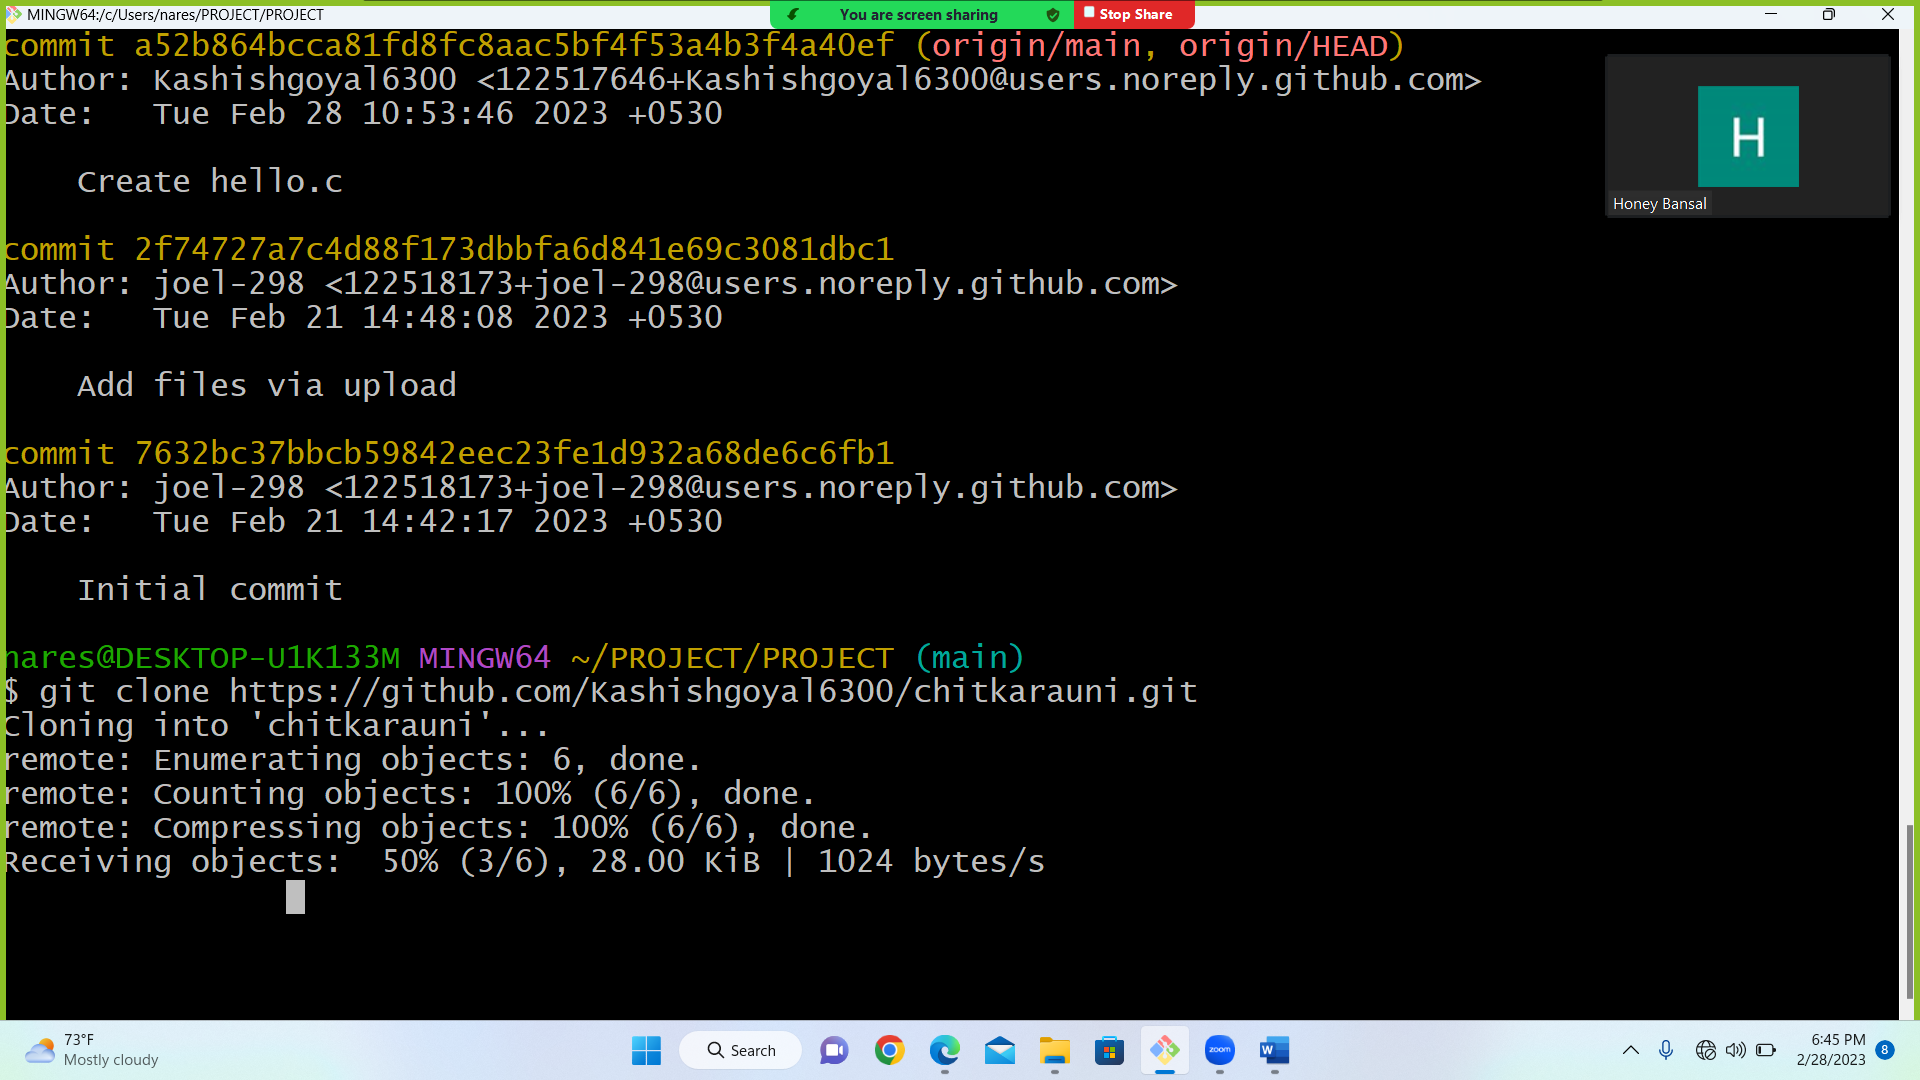 MINGW64:/c/Users/nares/PROJECT/PROJECT
You are screen sharing
Stop Share
commit a52b864bcca81fd8fc8aac5bf4f53a4b3f4a40ef (origin/main, origin/HEAD)
Author: Kashishgoyal6300 <122517646+Kashishgoyal6300@users.noreply.github.com>
Date:   Tue Feb 28 10:53:46 2023 +0530
Create hello.c
H
Honey Bansal
commit 2f74727a7c4d88f173dbbfa6d841e69c3081dbc1
Author: joel-298 <122518173+joel-298@users.noreply.github.com>
Date:   Tue Feb 21 14:48:08 2023 +0530
Add files via upload
commit 7632bc37bbcb59842eec23fe1d932a68de6c6fb1
Author: joel-298 <122518173+joel-298@users.noreply.github.com>
Date:   Tue Feb 21 14:42:17 2023 +0530
Initial commit
nares@DESKTOP-U1K133M MINGW64 ~/PROJECT/PROJECT (main)
$ git clone https://github.com/Kashishgoyal6300/chitkarauni.git
Cloning into 'chitkarauni'...
remote: Enumerating objects: 6, done.
remote: Counting objects: 100% (6/6), done.
remote: Compressing objects: 100% (6/6), done.
Receiving objects:  50% (3/6), 28.00 KiB | 1024 bytes/s
73°F
Mostly cloudy
Search
zoom
W
6:45 PM
2/28/2023
8